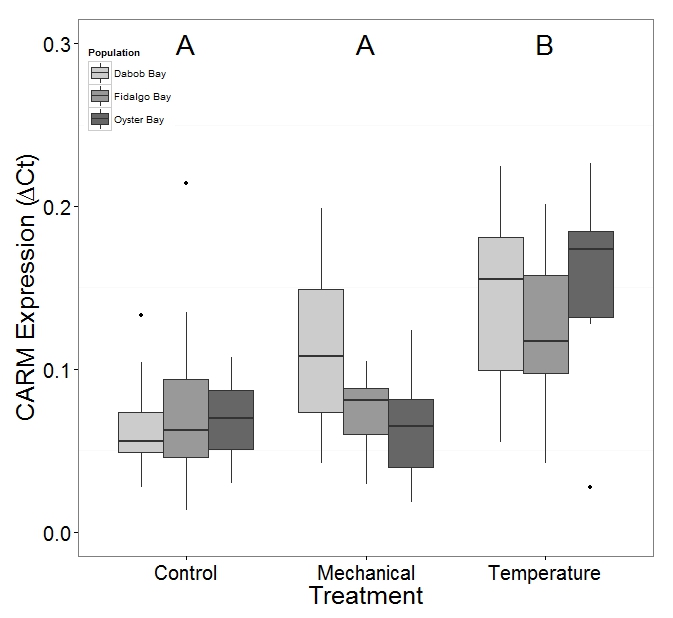 A A B
Population
Dabob Bay
Fidalgo Bay
Oyster Bay
CARM Expression (ΔCt)
0.3
0.2
0.1
0.0
Control Mechanical Temperature
Treatment